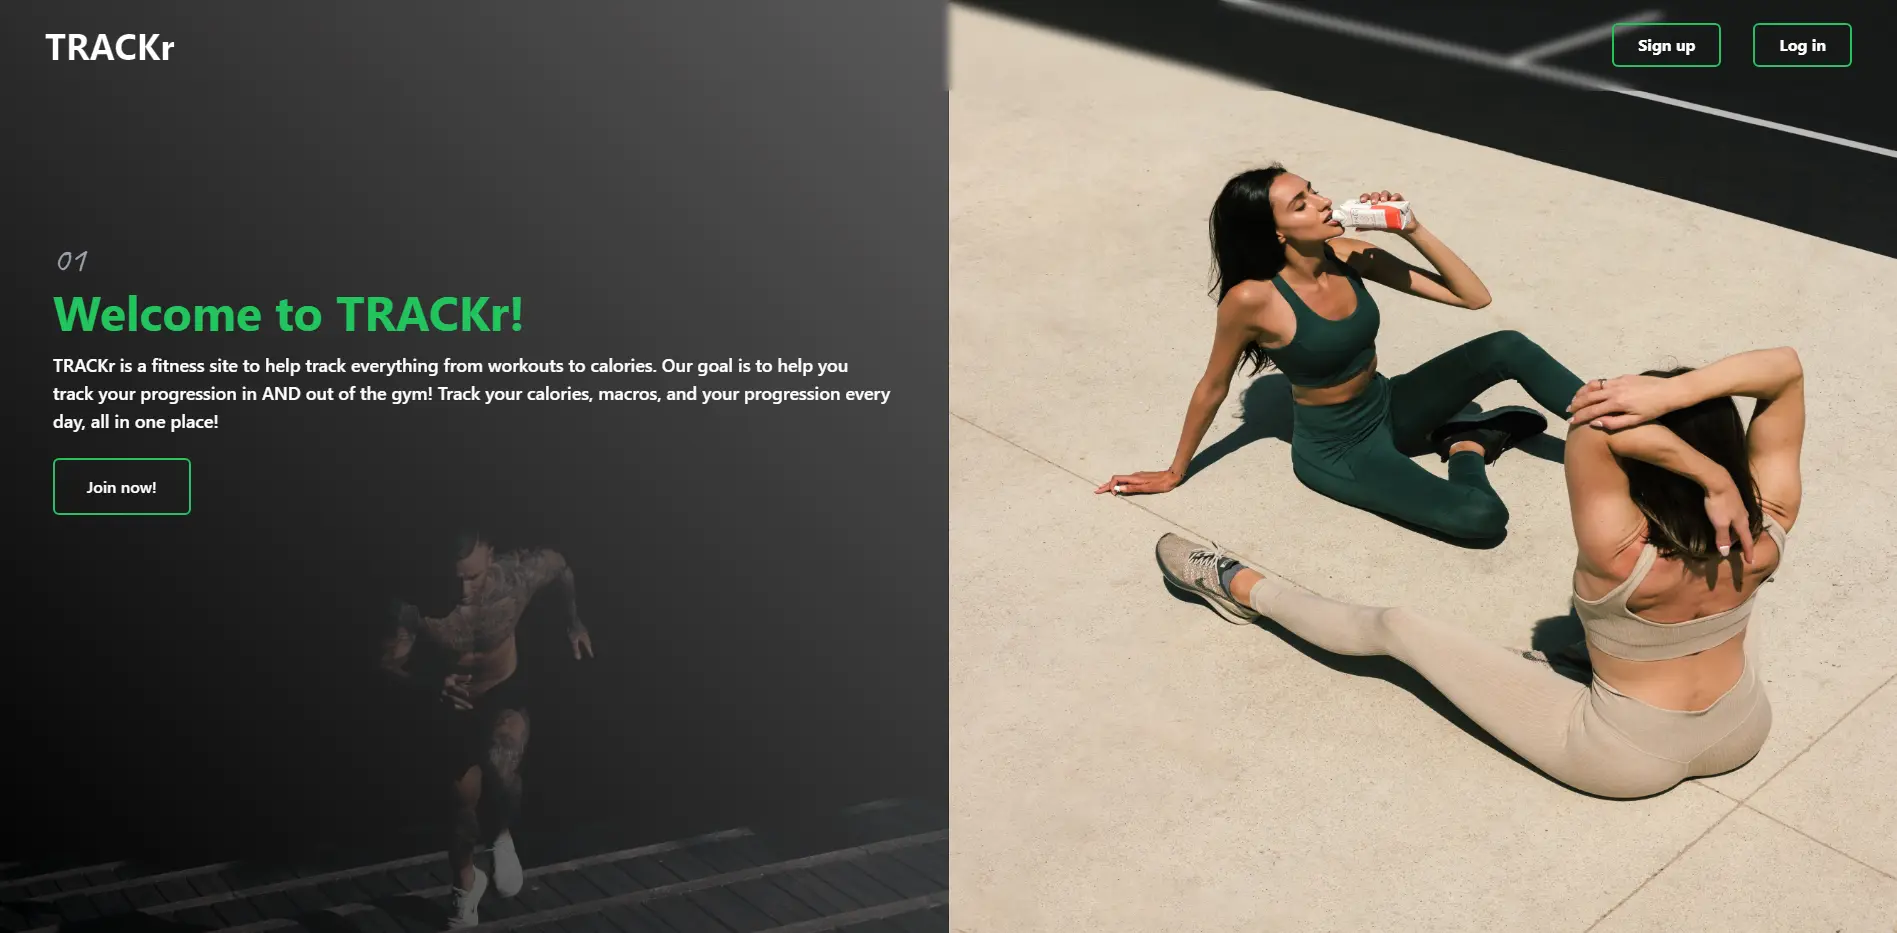 TRACKr
Sign up
Log in
01
Welcome to TRACKr!
TRACKr is a fitness site to help track everything from workouts to calories. Our goal is to help you
track your progression in AND out of the gym! Track your calories, macros, and your progression every
day, all in one place!
Join now!